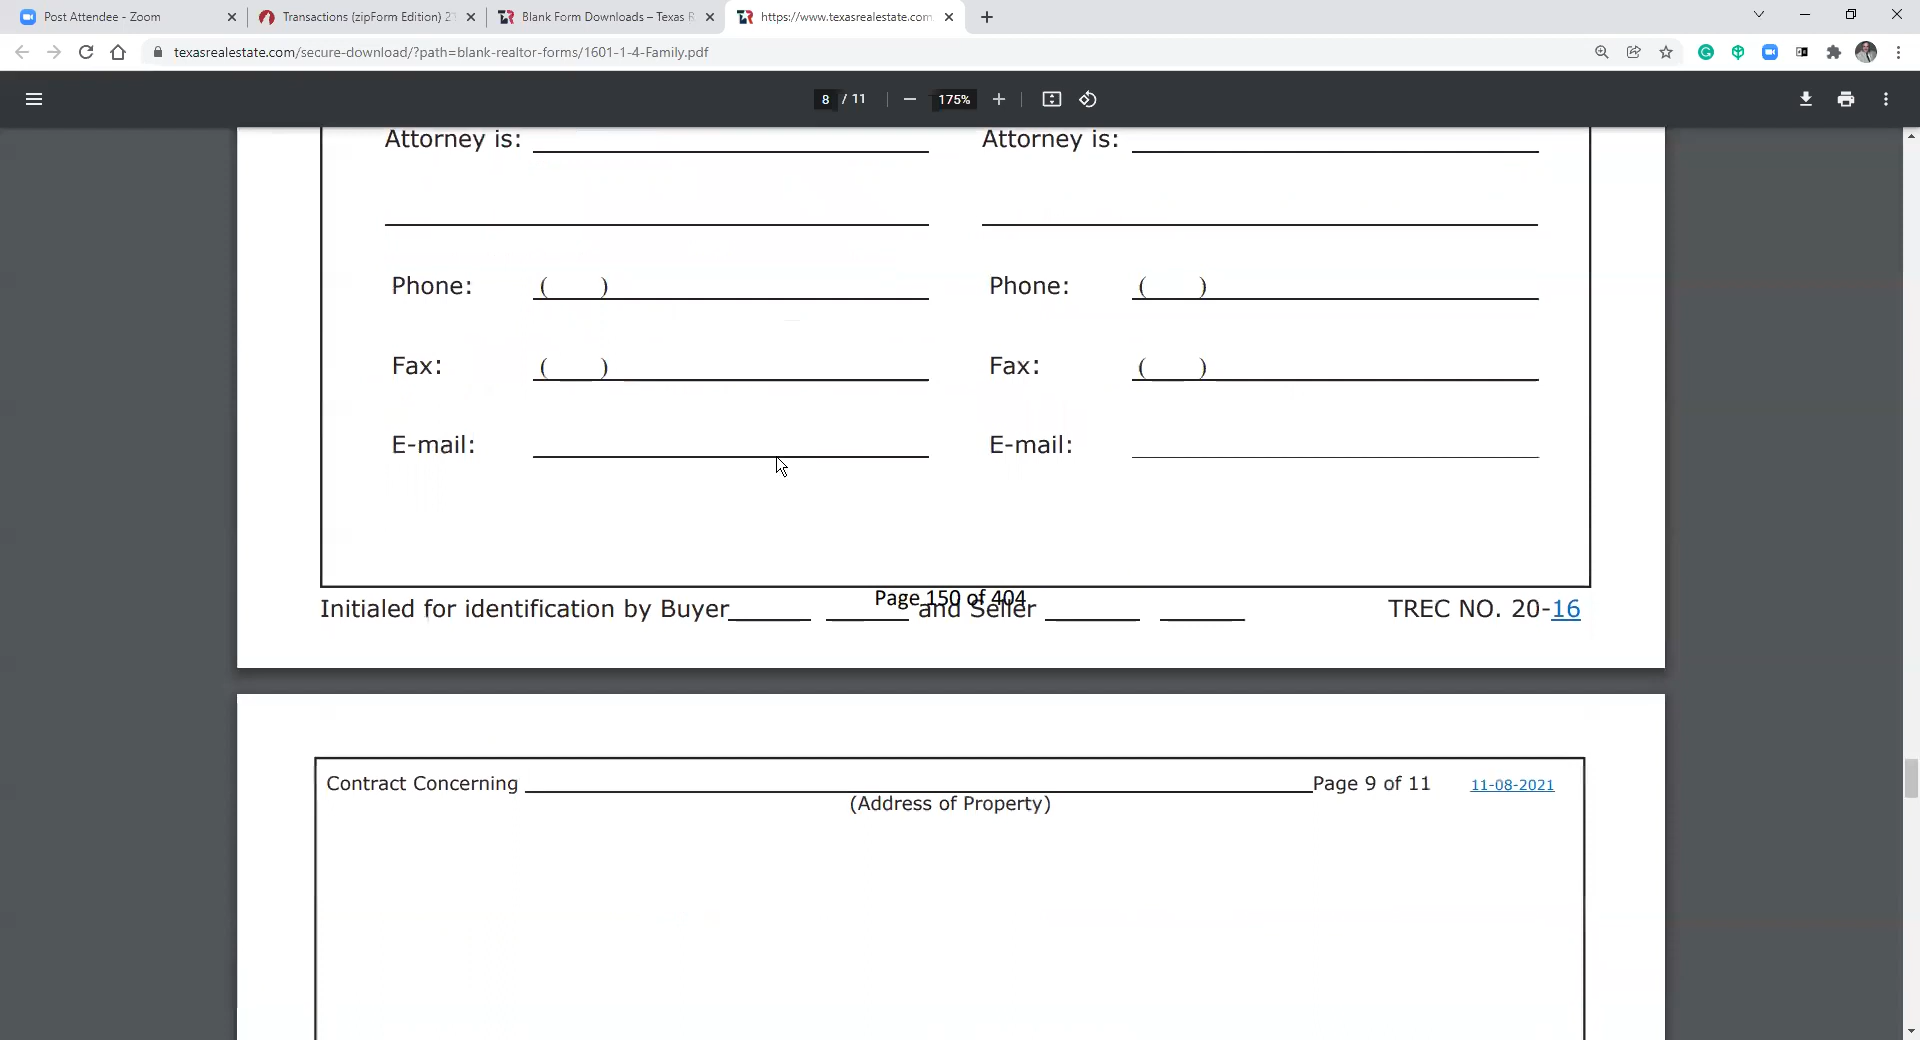 Post Attendee - Zoom
Transactions (zipForm Edition) 2
Blank Form Downloads – Texas R
https://www.texasrealestate.com
texasrealestate.com/secure-download/?path=blank-realtor-forms/1601-1-4-Family.pdf
8 / 11 175%
Attorney is: Attorney is:
Phone: ( ) Phone: ( )
Fax: ( ) Fax: ( )
E-mail: E-mail:
Page 150 of 404
Initialed for identification by Buyer______ ______ and Seller ______ ______ TREC NO. 20-16
Contract Concerning Page 9 of 11 11-08-2021
(Address of Property)